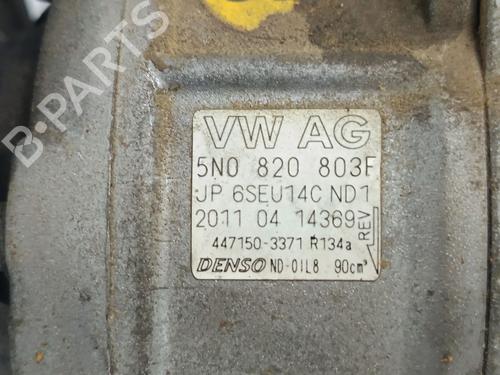 B-PARTS
VW AG
5N0 820 803F
JP 6SEU14C ND1
2011 04 14369
REV
447150-3371 R134a
DENSO ND-OIL8 90cm³